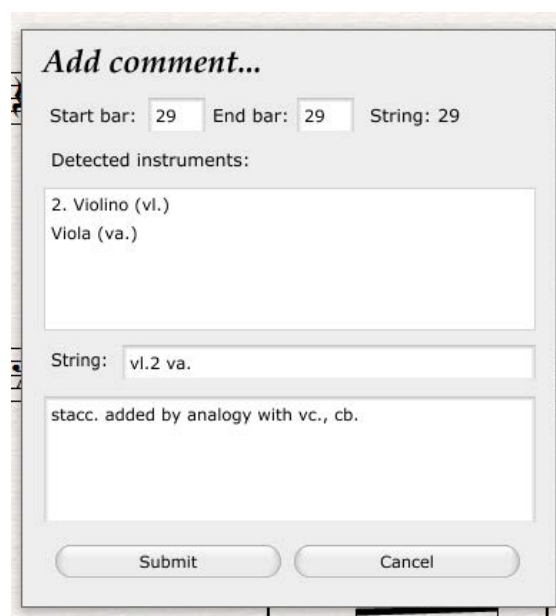 Add comment...
Start bar: 29 End bar: 29 String: 29
Detected instruments:
2. Violino (vl.)
Viola (va.)
String: vl.2 va.
stacc. added by analogy with vc., cb.
Submit Cancel